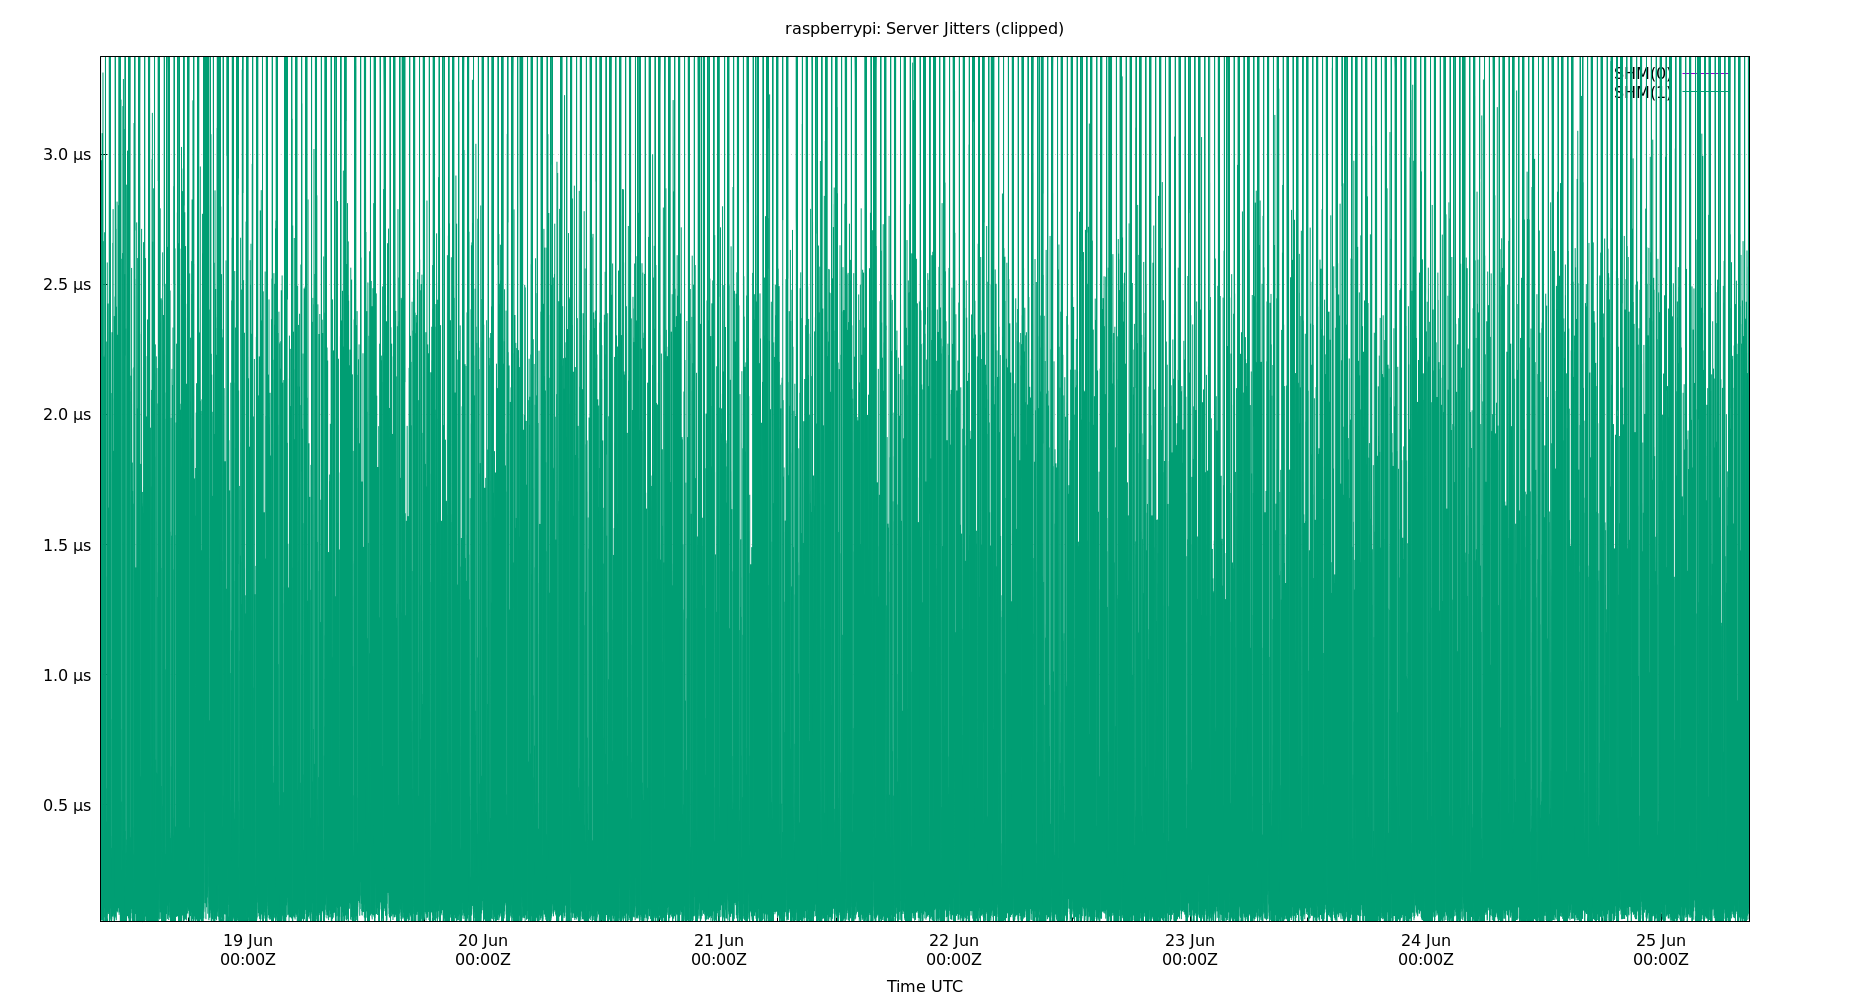 raspberrypi: Server Jitters (clipped)
SHM(0)
SHM(1)
3.0 µs
2.5 µs
2.0 µs
1.5 µs
1.0 µs
0.5 µs
19 Jun 20 Jun 21 Jun 22 Jun 23 Jun 24 Jun 25 Jun
00:00Z 00:00Z 00:00Z 00:00Z 00:00Z 00:00Z 00:00Z
Time UTC